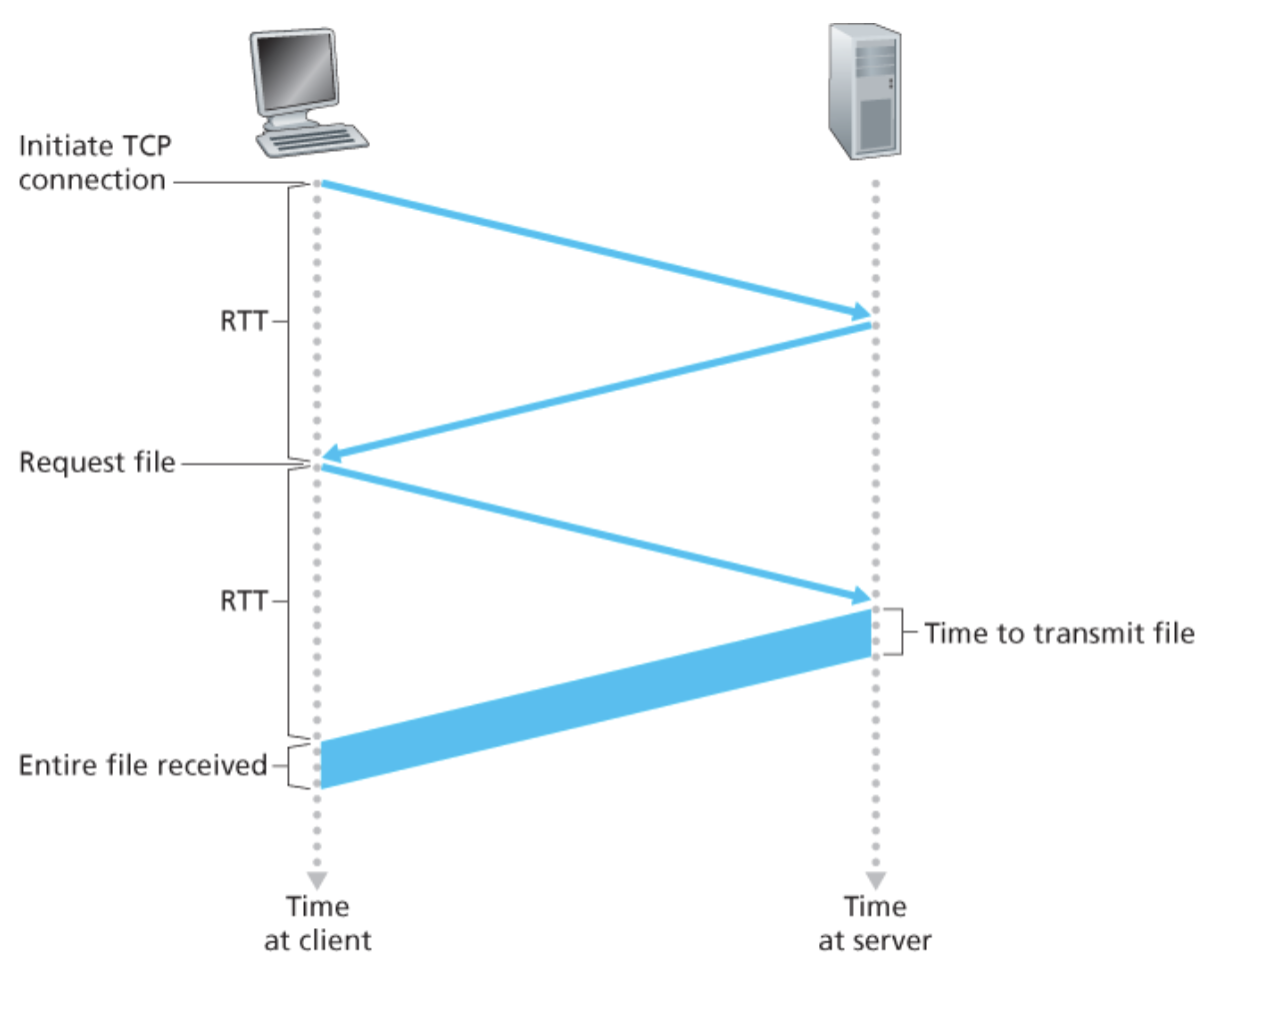 Initiate TCP
connection
RTT
Request file
RTT
Time to transmit file
Entire file received
Time
at client
Time
at server